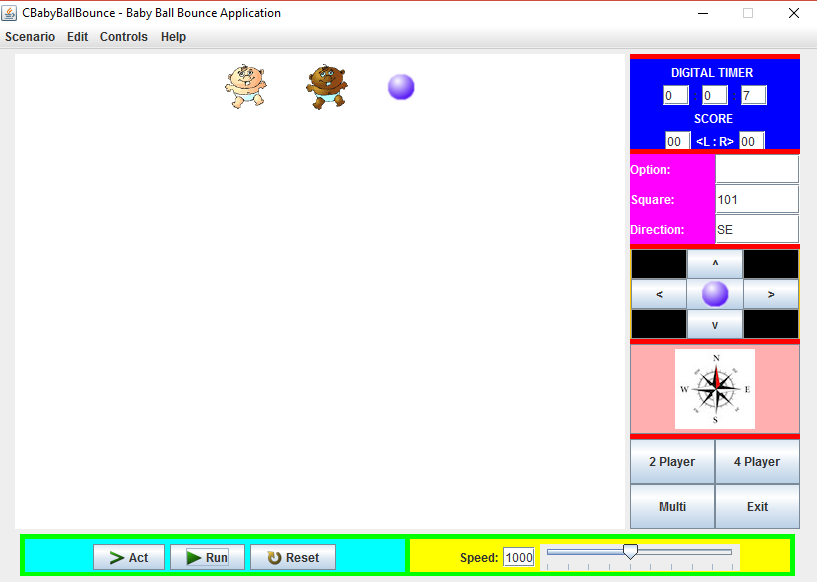 CBabyBallBounce - Baby Ball Bounce Application
Scenario Edit Controls Help
DIGITAL TIMER
0 : 0 : 7
SCORE
00 <L : R> 00
Option:
Square: 101
Direction: SE
^
< >
v
N
W E
S
2 Player 4 Player
Multi Exit
Act Run Reset Speed: 1000